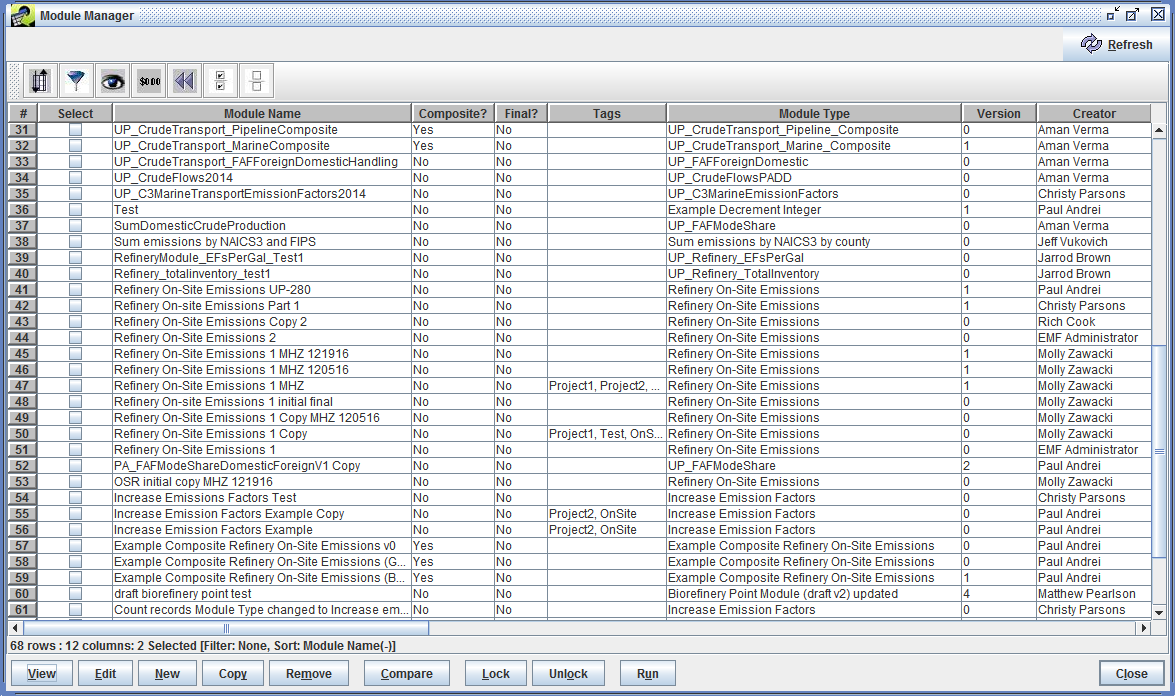 Module Manager
Refresh
$0.00
# Select Module Name Composite? Final? Tags Module Type Version Creator
31 UP_CrudeTransport_PipelineComposite Yes No UP_CrudeTransport_Pipeline_Composite 0 Aman Verma
32 UP_CrudeTransport_MarineComposite Yes No UP_CrudeTransport_Marine_Composite 1 Aman Verma
33 UP_CrudeTransport_FAFForeignDomesticHandling No No UP_FAFForeignDomestic 0 Aman Verma
34 UP_CrudeFlows2014 No No UP_CrudeFlowsPADD 0 Aman Verma
35 UP_C3MarineTransportEmissionFactors2014 No No UP_C3MarineEmissionFactors 0 Christy Parsons
36 Test No No Example Decrement Integer 1 Paul Andrei
37 SumDomesticCrudeProduction No No UP_FAFModeShare 0 Aman Verma
38 Sum emissions by NAICS3 and FIPS No No Sum emissions by NAICS3 by county 0 Jeff Vukovich
39 RefineryModule_EFsPerGal_Test1 No No UP_Refinery_EFsPerGal 0 Jarrod Brown
40 Refinery_totalinventory_test1 No No UP_Refinery_TotalInventory 0 Jarrod Brown
41 Refinery On-Site Emissions UP-280 No No Refinery On-Site Emissions 1 Paul Andrei
42 Refinery On-site Emissions Part 1 No No Refinery On-Site Emissions 1 Christy Parsons
43 Refinery On-Site Emissions Copy 2 No No Refinery On-Site Emissions 0 Rich Cook
44 Refinery On-Site Emissions 2 No No Refinery On-Site Emissions 0 EMF Administrator
45 Refinery On-Site Emissions 1 MHZ 121916 No No Refinery On-Site Emissions 1 Molly Zawacki
46 Refinery On-Site Emissions 1 MHZ 120516 No No Refinery On-Site Emissions 1 Molly Zawacki
47 Refinery On-Site Emissions 1 MHZ No No Project1, Project2, ... Refinery On-Site Emissions 1 Molly Zawacki
48 Refinery On-Site Emissions 1 initial final No No Refinery On-Site Emissions 0 Molly Zawacki
49 Refinery On-Site Emissions 1 Copy MHZ 120516 No No Refinery On-Site Emissions 0 Molly Zawacki
50 Refinery On-Site Emissions 1 Copy No No Project1, Test, OnS... Refinery On-Site Emissions 0 Molly Zawacki
51 Refinery On-Site Emissions 1 No No Refinery On-Site Emissions 0 EMF Administrator
52 PA_FAFModeShareDomesticForeignV1 Copy No No UP_FAFModeShare 2 Paul Andrei
53 OSR initial copy MHZ 121916 No No Refinery On-Site Emissions 0 Molly Zawacki
54 Increase Emissions Factors Test No No Increase Emission Factors 0 Christy Parsons
55 Increase Emission Factors Example Copy No No Project2, OnSite Increase Emission Factors 0 Paul Andrei
56 Increase Emission Factors Example No No Project2, OnSite Increase Emission Factors 0 Paul Andrei
57 Example Composite Refinery On-Site Emissions v0 Yes No Example Composite Refinery On-Site Emissions 0 Paul Andrei
58 Example Composite Refinery On-Site Emissions (G... Yes No Example Composite Refinery On-Site Emissions 0 Paul Andrei
59 Example Composite Refinery On-Site Emissions (B... Yes No Example Composite Refinery On-Site Emissions 1 Paul Andrei
60 draft biorefinery point test No No Biorefinery Point Module (draft v2) updated 4 Matthew Pearlson
61 Count records Module Type changed to Increase em... No No Increase Emission Factors 0 Christy Parsons
68 rows : 12 columns: 2 Selected [Filter: None, Sort: Module Name(-)]
View Edit New Copy Remove Compare Lock Unlock Run Close